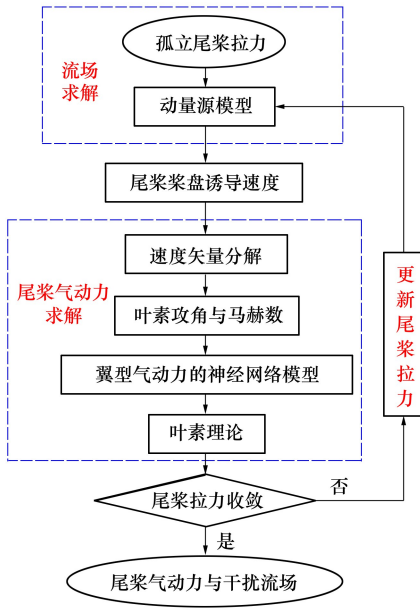 孤立尾桨拉力
流场
求解
动量源模型
尾桨桨盘诱导速度
速度矢量分解
尾桨气动力
求解
叶素攻角与马赫数
翼型气动力的神经网络模型
叶素理论
更
新
尾
桨
拉
力
尾桨拉力收敛
否
是
尾桨气动力与干扰流场